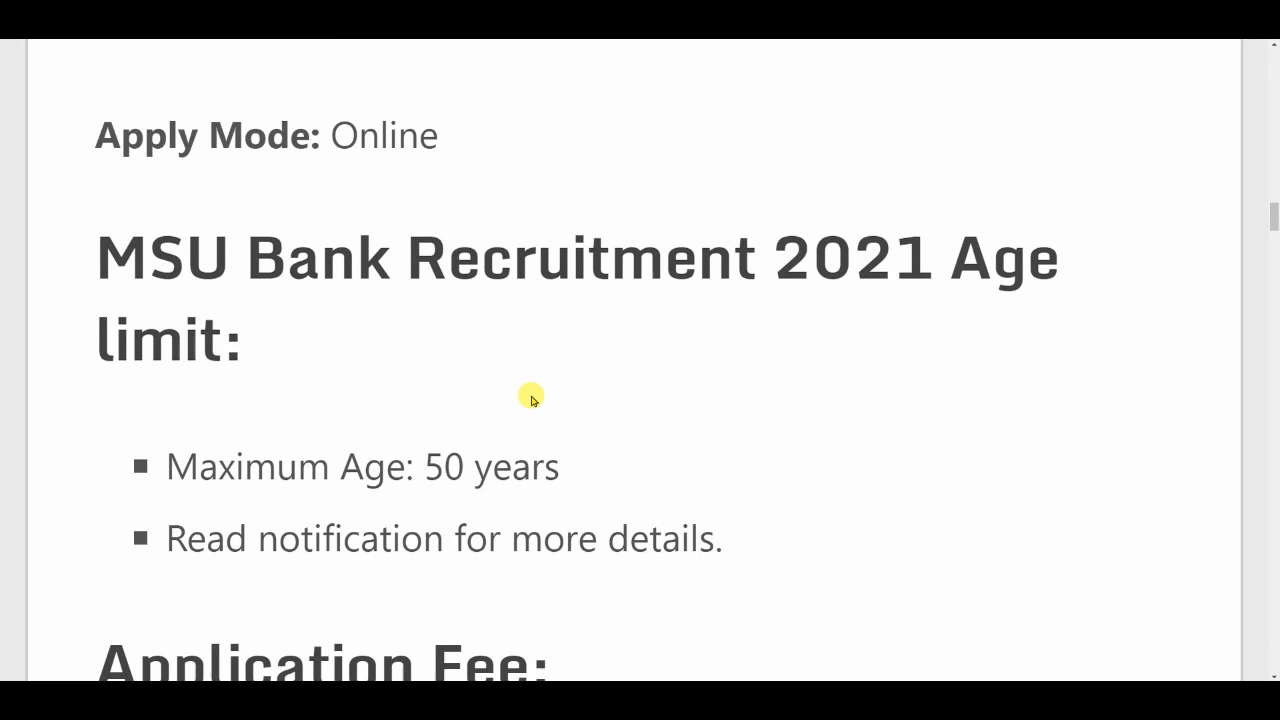 Apply Mode: Online
MSU Bank Recruitment 2021 Age
limit:
Maximum Age: 50 years
Read notification for more details.
Application Fee: